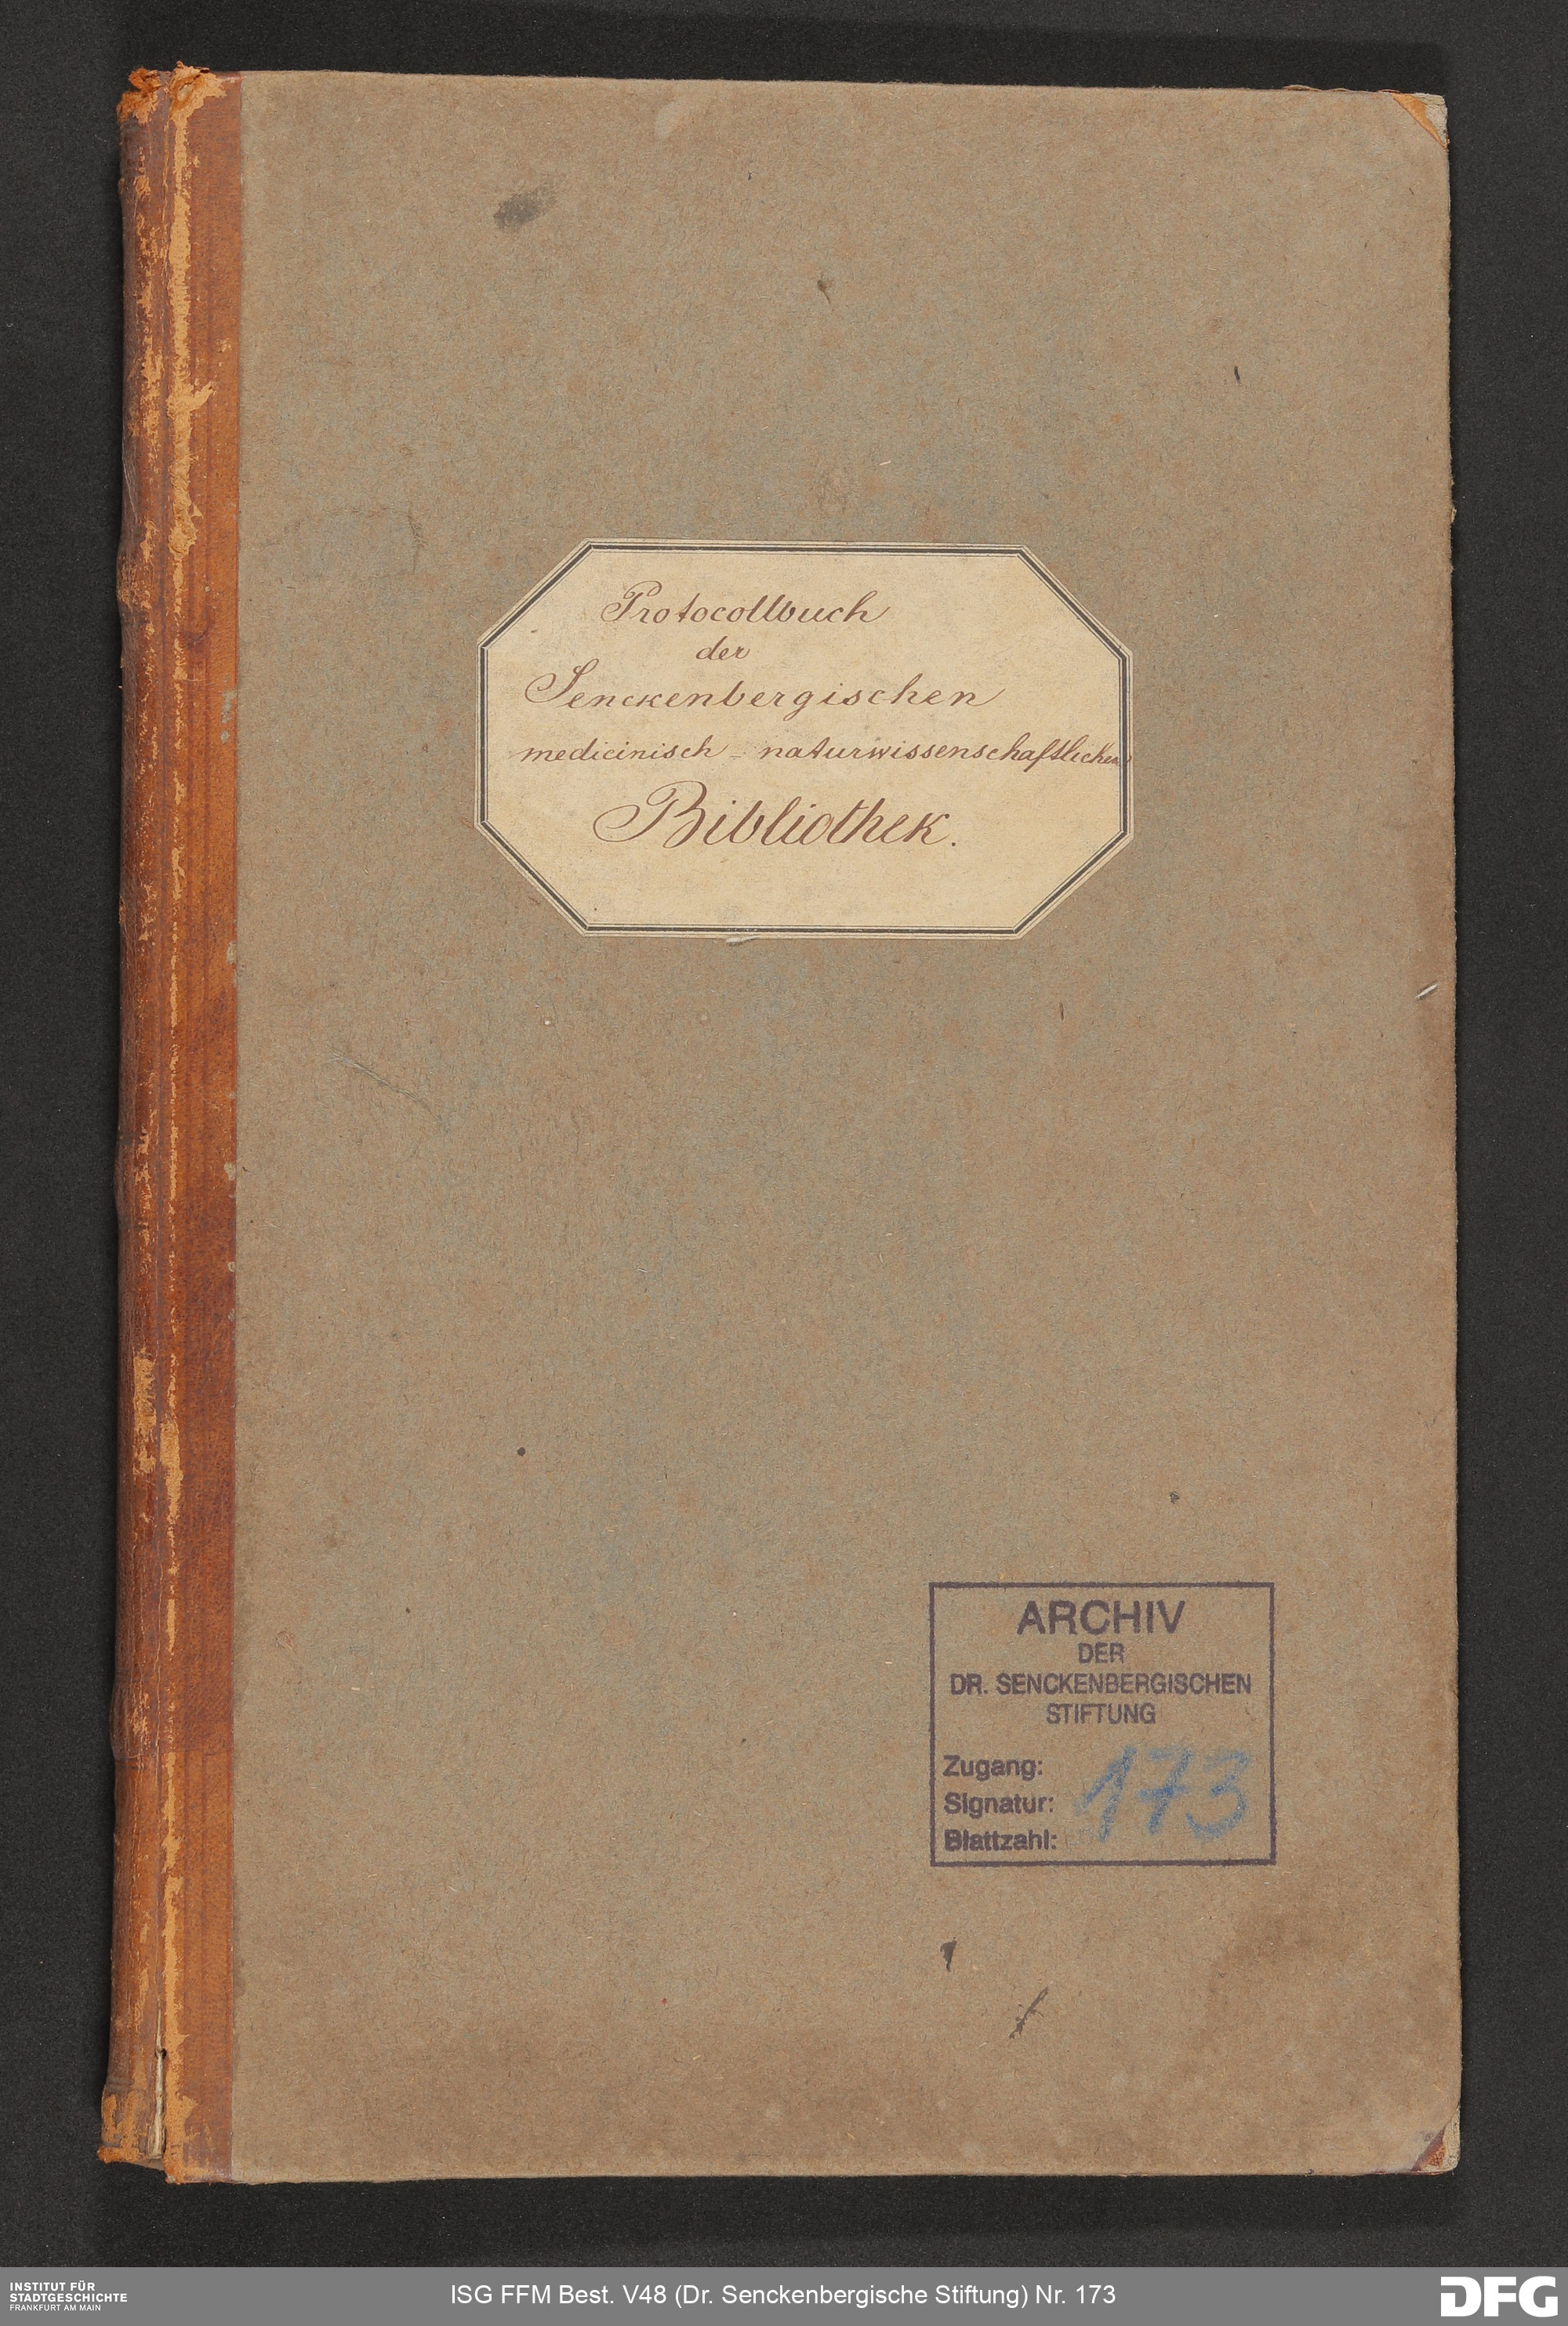 Protocollbuch
der
Senckenbergischen
medicinisch - naturwissenschaftlichen
Bibliothek.
ARCHIV
DER
DR. SENCKENBERGISCHEN
STIFTUNG
Zugang:
Signatur: 173
Blattzahl:
INSTITUT FÜR
STADTGESCHICHTE
FRANKFURT AM MAIN
ISG FFM Best. V48 (Dr. Senckenbergische Stiftung) Nr. 173
DFG